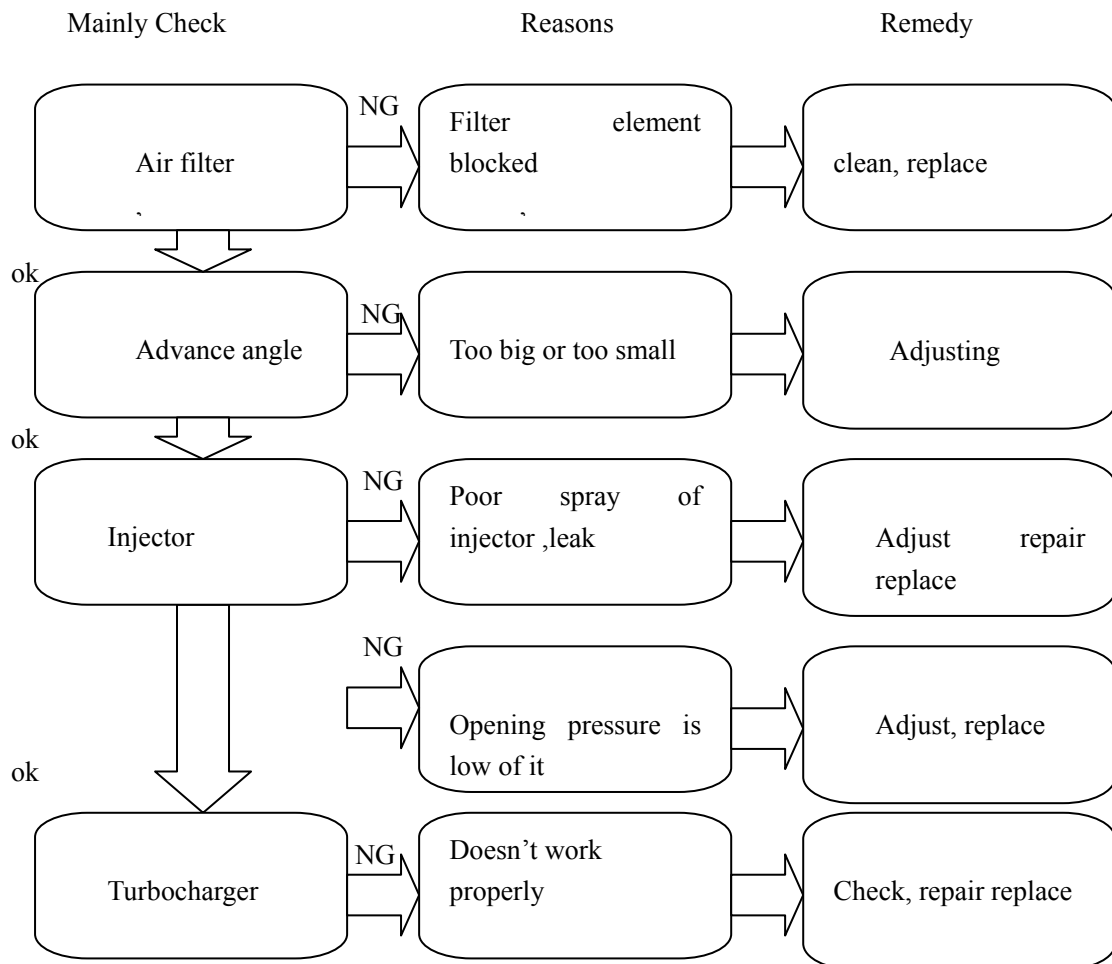 Mainly Check Reasons Remedy
NG
Air filter
Filter element
blocked
clean, replace
ok
Advance angle
NG
Too big or too small
Adjusting
ok
Injector
NG
Poor spray of
injector ,leak
Adjust repair
replace
NG
Opening pressure is
low of it
Adjust, replace
ok
Turbocharger
NG
Doesn’t work
properly
Check, repair replace